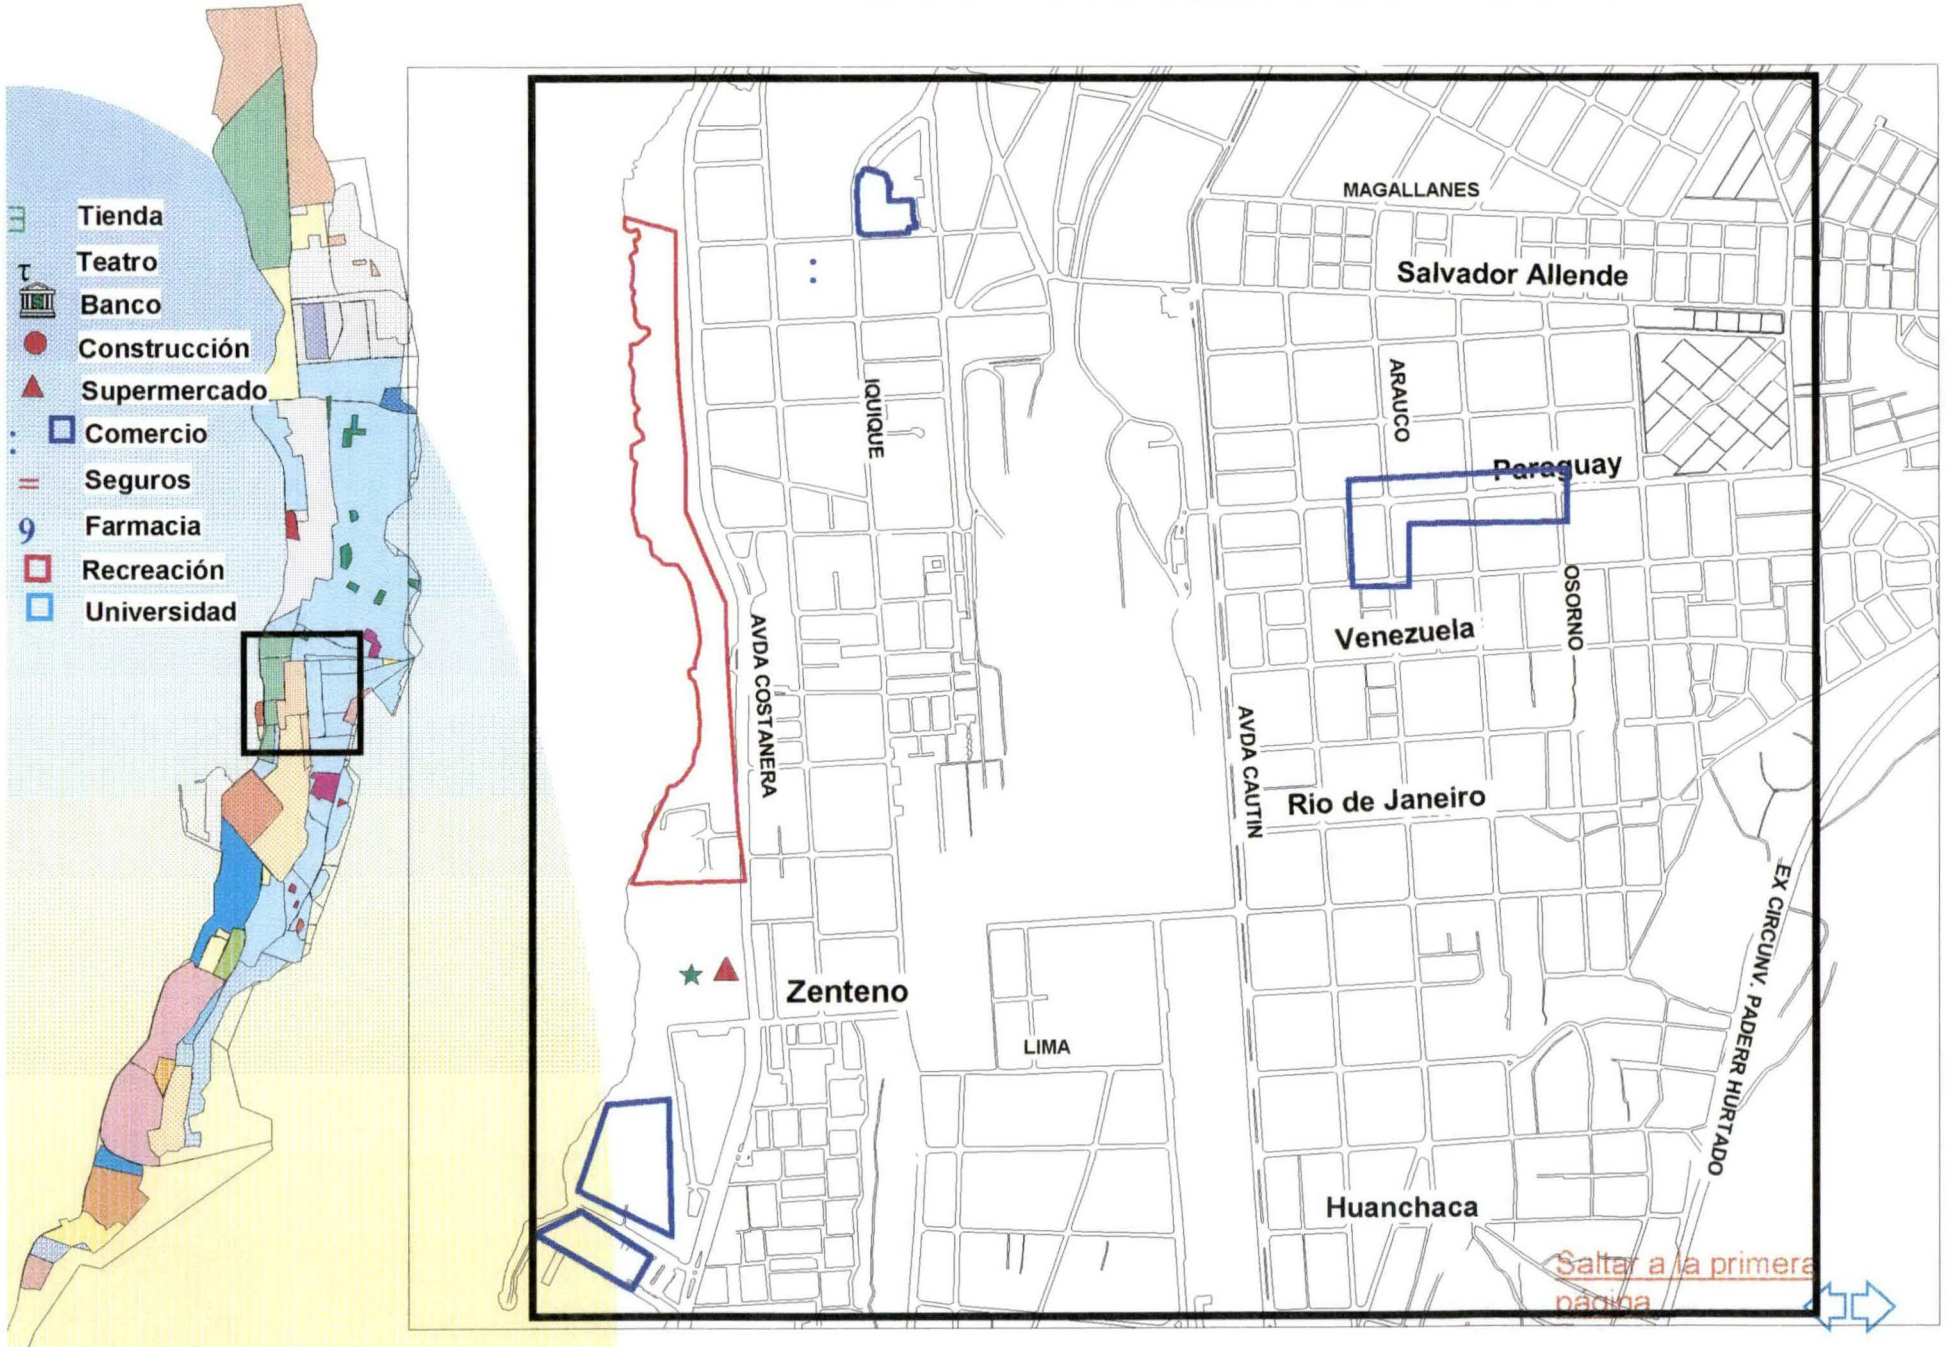 Tienda
τ Teatro
Banco
Construcción
Supermercado
Comercio
Seguros
9 Farmacia
Recreación
Universidad
MAGALLANES
Salvador Allende
IQUIQUE
ARAUCO
Paraguay
OSORNO
Venezuela
AVDA COSTANERA
AVDA CAUTIN
Rio de Janeiro
EX CIRCUNV. PADERR HURTADO
Zenteno
LIMA
Huanchaca
Saltar a la primera
pagina